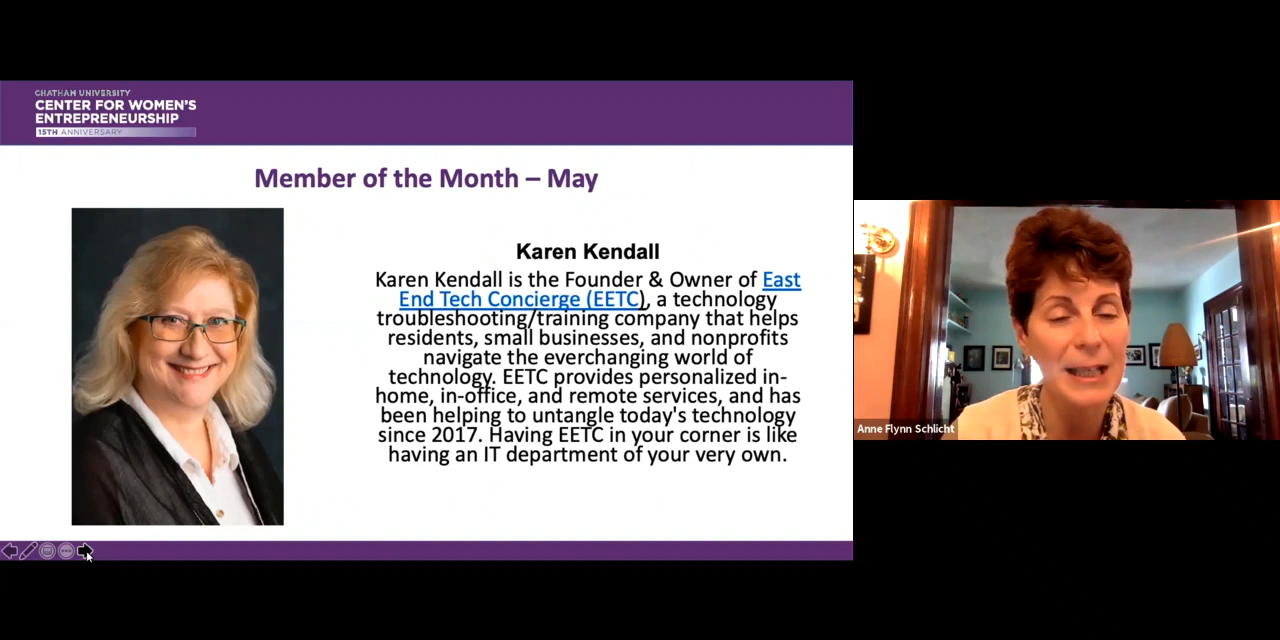 CHATHAM UNIVERSITY
CENTER FOR WOMEN'S
ENTREPRENEURSHIP
15TH ANNIVERSARY
Member of the Month – May
Karen Kendall
Karen Kendall is the Founder & Owner of East
End Tech Concierge (EETC), a technology
troubleshooting/training company that helps
residents, small businesses, and nonprofits
navigate the everchanging world of
technology. EETC provides personalized in-
home, in-office, and remote services, and has
been helping to untangle today's technology
since 2017. Having EETC in your corner is like
having an IT department of your very own.
Anne Flynn Schlicht